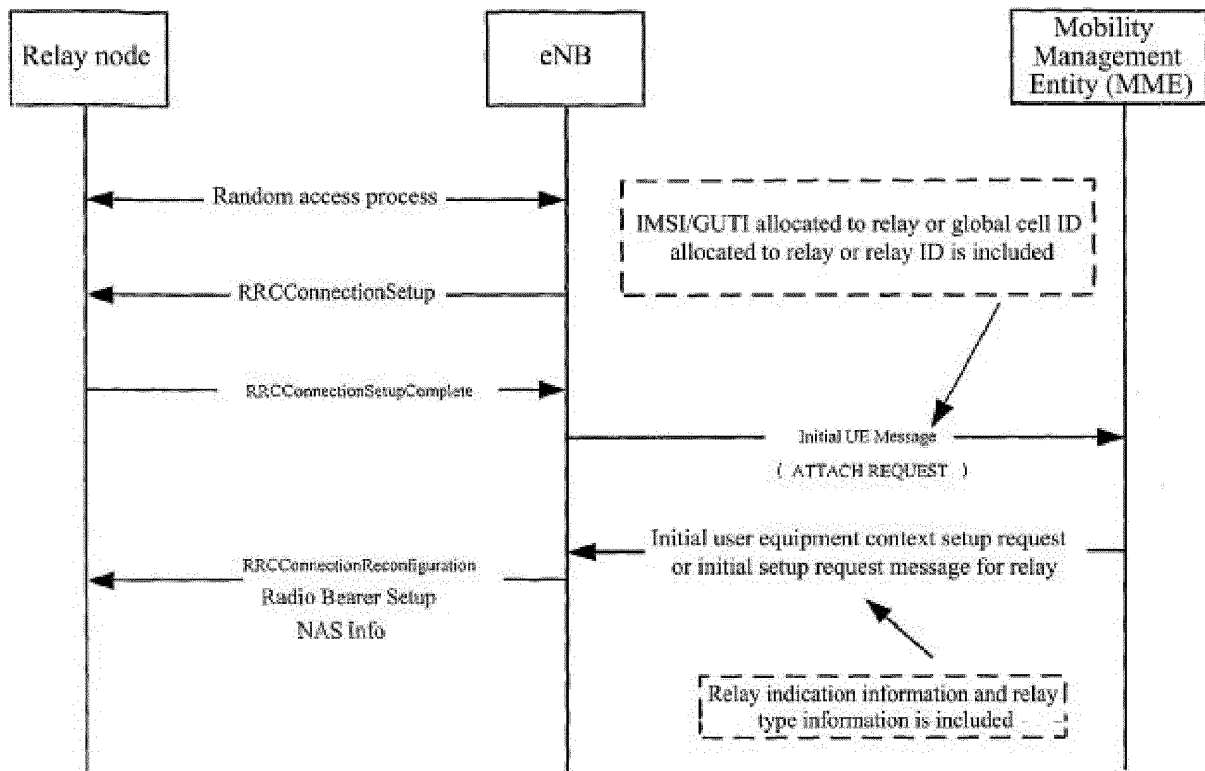 Relay node
eNB
Mobility
Management
Entity (MME)
Random access process
IMSI/GUTI allocated to relay or global cell ID
allocated to relay or relay ID is included
RRCConnectionSetup
RRCConnectionSetupComplete
Initial UE Message
( ATTACH REQUEST )
Initial user equipment context setup request
or initial setup request message for relay
RRCConnectionReconfiguration
Radio Bearer Setup
NAS Info
Relay indication information and relay
type information is included